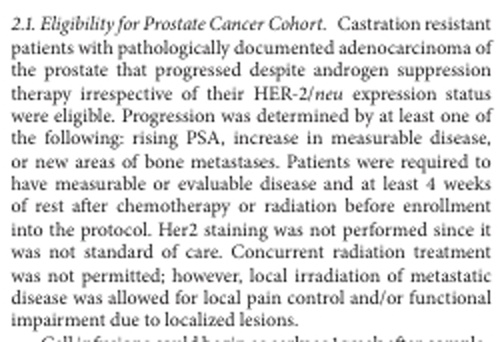 2.1. Eligibility for Prostate Cancer Cohort. Castration resistant
patients with pathologically documented adenocarcinoma of
the prostate that progressed despite androgen suppression
therapy irrespective of their HER-2/neu expression status
were eligible. Progression was determined by at least one of
the following: rising PSA, increase in measurable disease,
or new areas of bone metastases. Patients were required to
have measurable or evaluable disease and at least 4 weeks
of rest after chemotherapy or radiation before enrollment
into the protocol. Her2 staining was not performed since it
was not standard of care. Concurrent radiation treatment
was not permitted; however, local irradiation of metastatic
disease was allowed for local pain control and/or functional
impairment due to localized lesions.